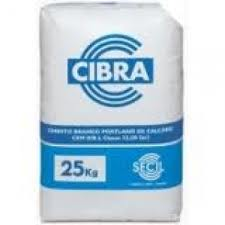 CIBRA
CIMENTO BRANCO PORTLAND DE CALCÁRIO
25Kg
SECIL